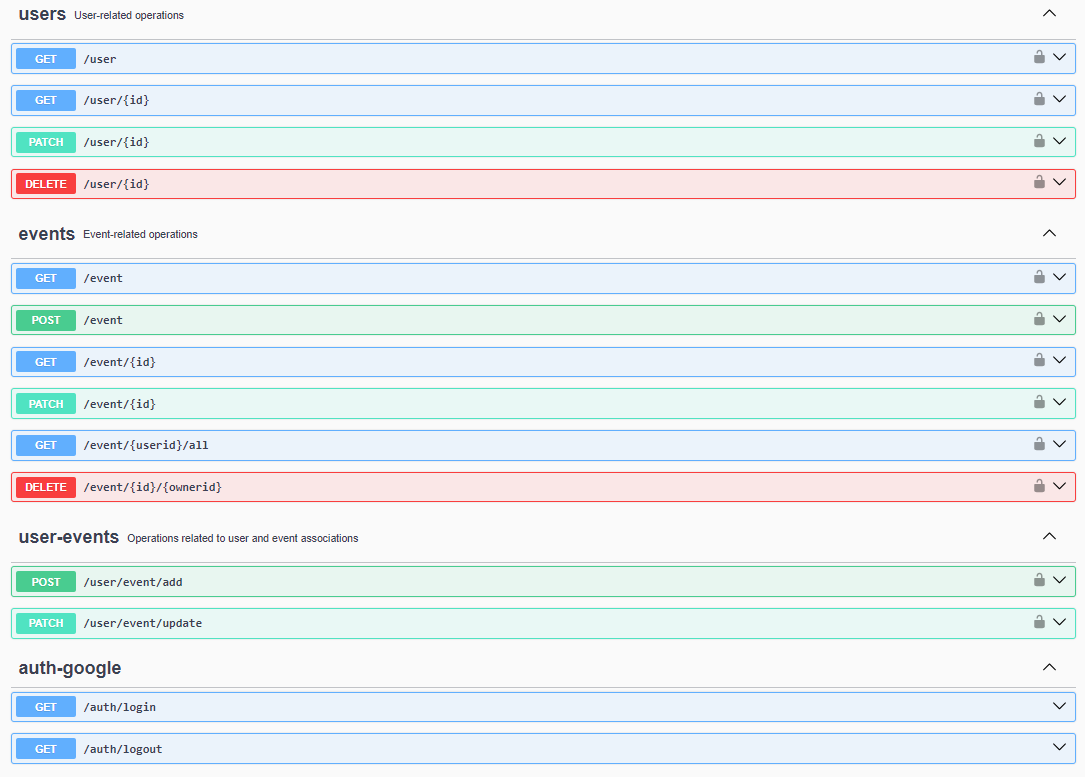 users User-related operations
GET /user
GET /user/{id}
PATCH /user/{id}
DELETE /user/{id}
events Event-related operations
GET /event
POST /event
GET /event/{id}
PATCH /event/{id}
GET /event/{userid}/all
DELETE /event/{id}/{ownerid}
user-events Operations related to user and event associations
POST /user/event/add
PATCH /user/event/update
auth-google
GET /auth/login
GET /auth/logout